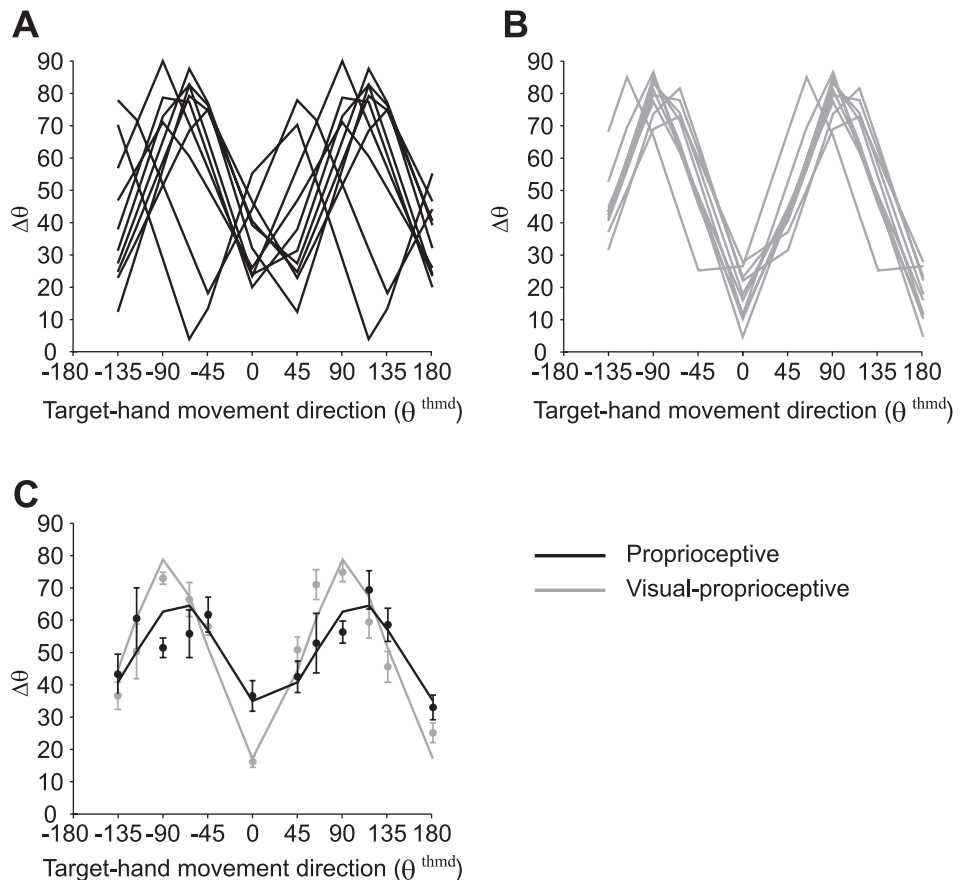 A
90
80
70
60
50
40
30
20
10
0
Δθ
-180 -135 -90 -45 0 45 90 135 180
Target-hand movement direction (θ thmd)
B
90
80
70
60
50
40
30
20
10
0
Δθ
-180 -135 -90 -45 0 45 90 135 180
Target-hand movement direction (θ thmd)
C
90
80
70
60
50
40
30
20
10
0
Δθ
-180 -135 -90 -45 0 45 90 135 180
Target-hand movement direction (θ thmd)
Proprioceptive
Visual-proprioceptive